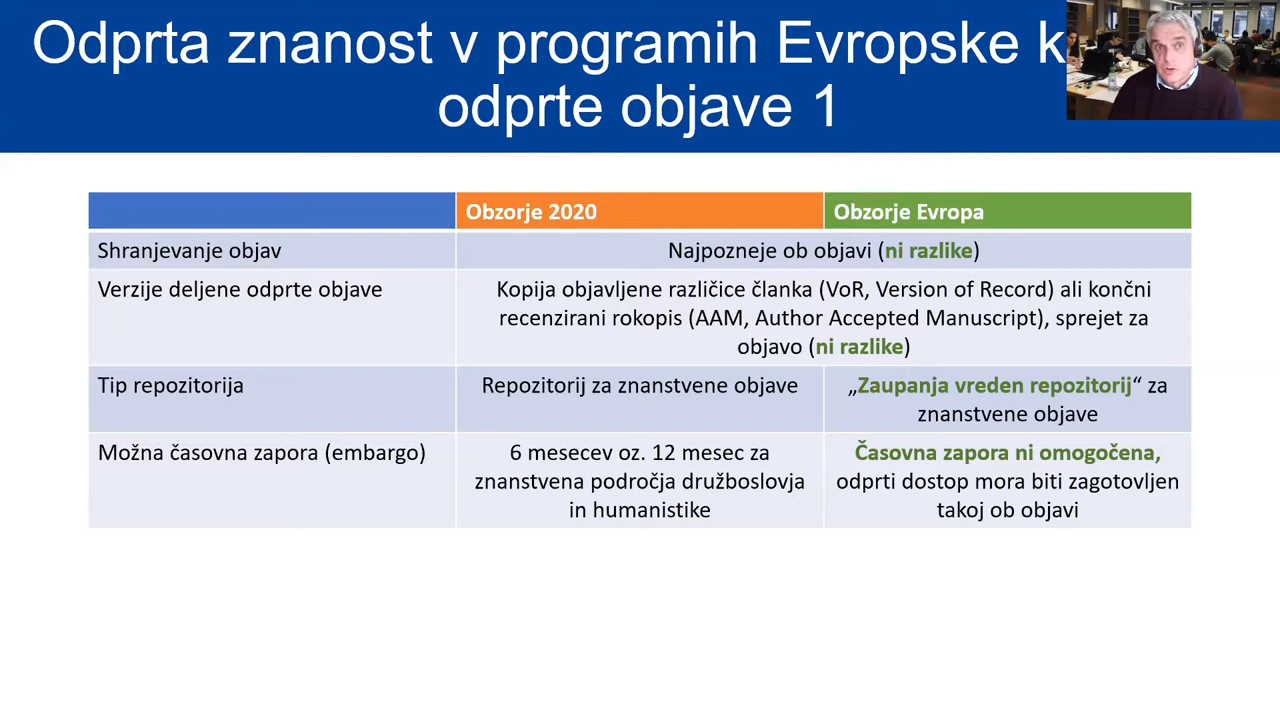 Odprta znanost v programih Evropske k
odprte objave 1
Obzorje 2020
Obzorje Evropa
Shranjevanje objav
Najpozneje ob objavi (ni razlike)
Verzije deljene odprte objave
Kopija objavljene različice članka (VoR, Version of Record) ali končni
recenzirani rokopis (AAM, Author Accepted Manuscript), sprejet za
objavo (ni razlike)
Tip repozitorija
Repozitorij za znanstvene objave
„Zaupanja vreden repozitorij“ za
znanstvene objave
Možna časovna zapora (embargo)
6 mesecev oz. 12 mesec za
znanstvena področja družboslovja
in humanistike
Časovna zapora ni omogočena,
odprti dostop mora biti zagotovljen
takoj ob objavi